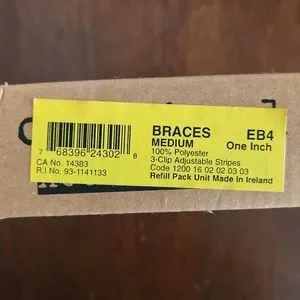 BRACES EB4
MEDIUM One Inch
100% Polyester
3-Clip Adjustable Stripes
Code 1200 16 02 02 03 03
Refill Pack Unit Made In Ireland
7 68396 24302 8
CA No. 14383
R.I No. 93-1141133